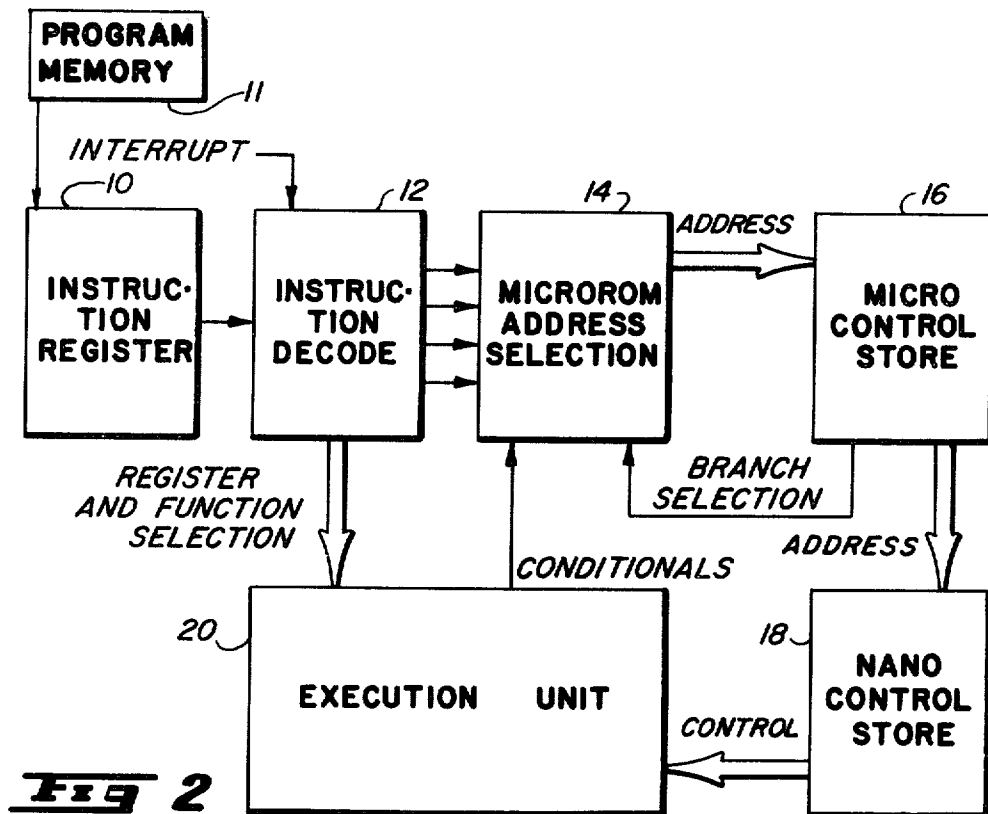 PROGRAM
MEMORY
11
INTERRUPT
10
12
14
16
INSTRUC-
TION
REGISTER
INSTRUC-
TION
DECODE
MICROROM
ADDRESS
SELECTION
ADDRESS
MICRO
CONTROL
STORE
REGISTER
AND FUNCTION
SELECTION
CONDITIONALS
BRANCH
SELECTION
ADDRESS
20
EXECUTION UNIT
18
NANO
CONTROL
STORE
CONTROL
Fig 2